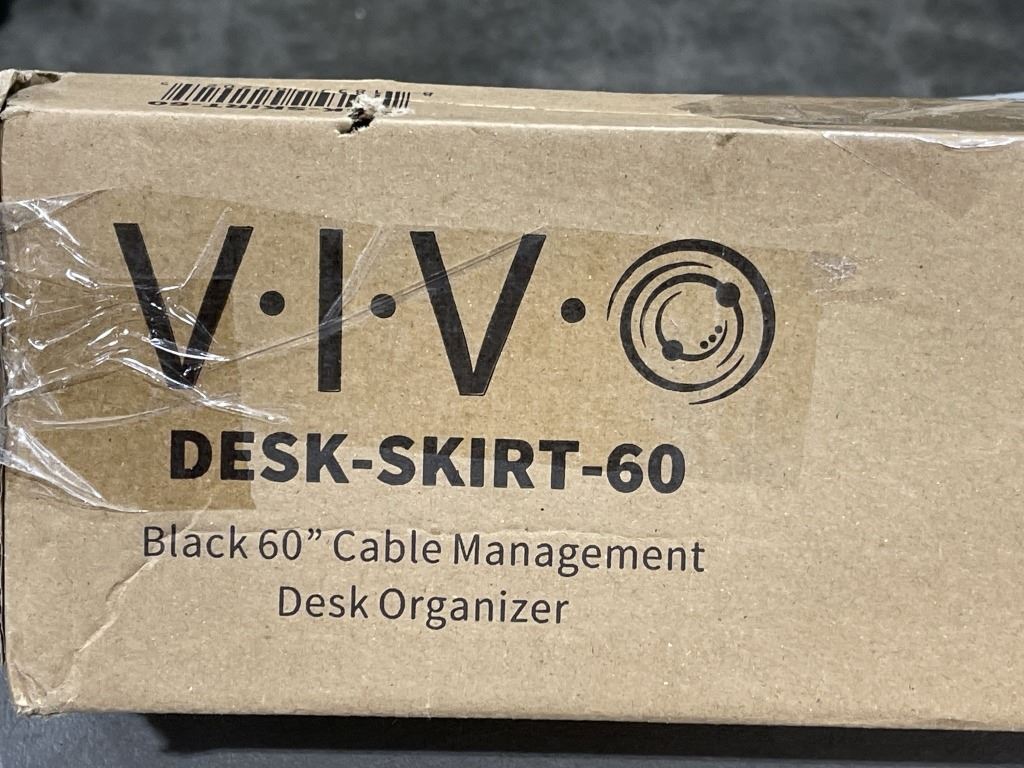 V·I·V·O
DESK-SKIRT-60
Black 60” Cable Management
Desk Organizer